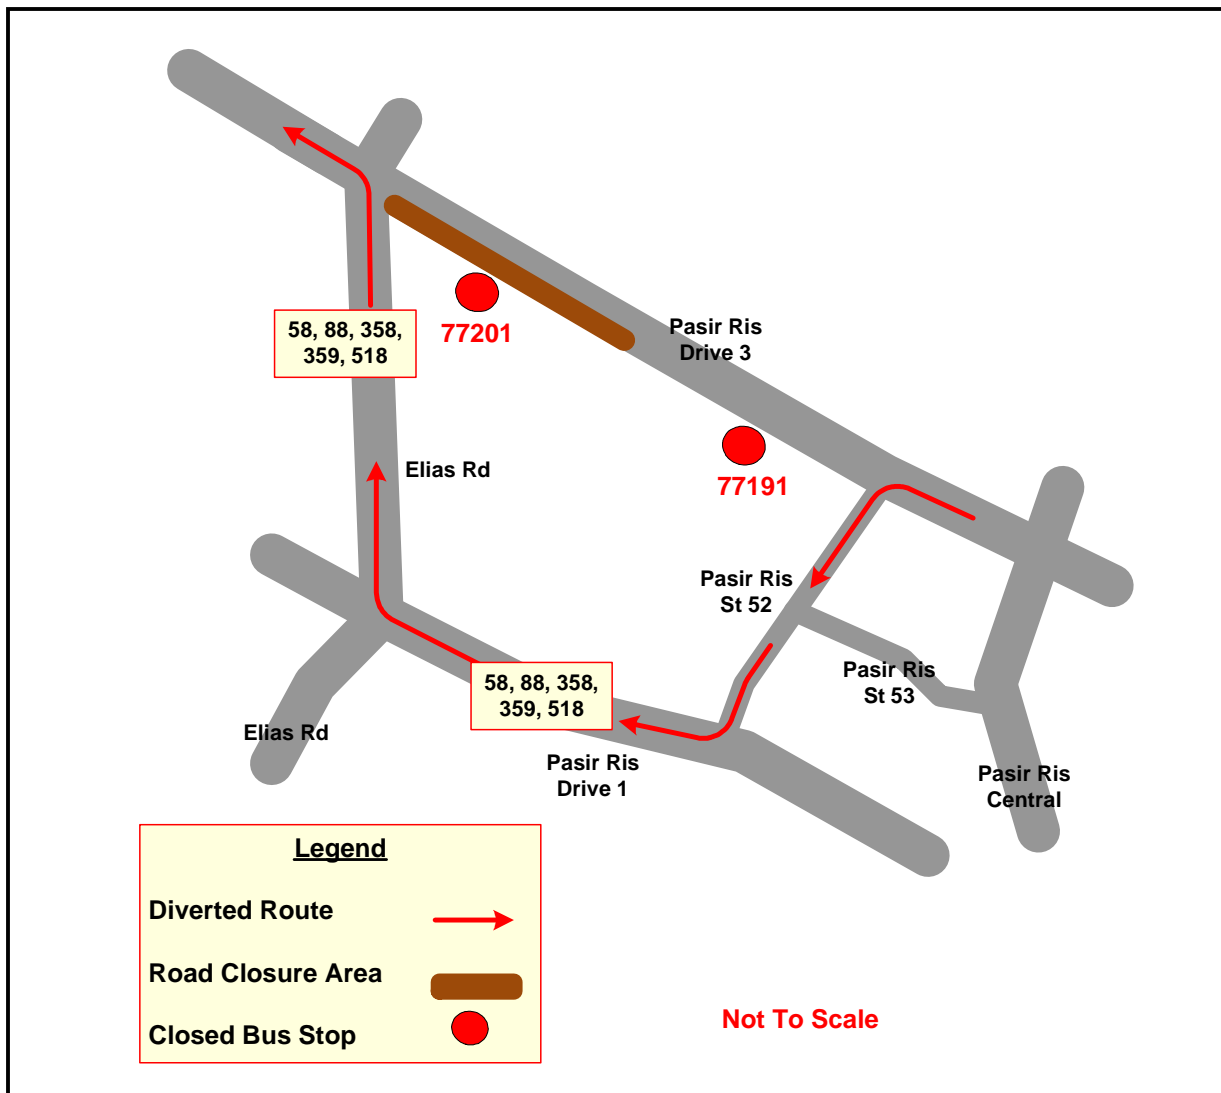 58, 88, 358,
359, 518
77201
Pasir Ris
Drive 3
Elias Rd
77191
Pasir Ris
St 52
Pasir Ris
St 53
58, 88, 358,
359, 518
Elias Rd
Pasir Ris
Drive 1
Pasir Ris
Central
Legend
Diverted Route
Road Closure Area
Closed Bus Stop
Not To Scale